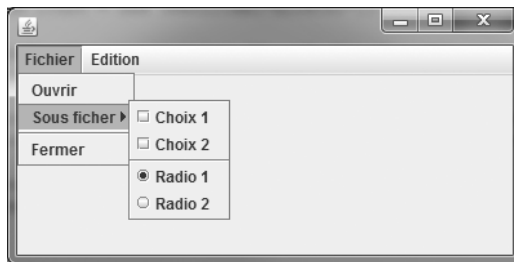 Fichier Edition
Ouvrir
Sous ficher
Fermer
Choix 1
Choix 2
Radio 1
Radio 2